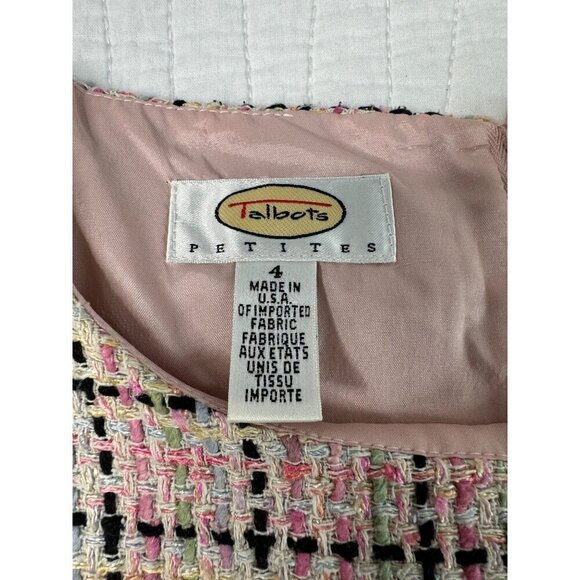 Talbots
PETITES
4
MADE IN
U.S.A.
OF IMPORTED
FABRIC
FABRIQUE
AUX ETATS
UNIS DE
TISSU
IMPORTE